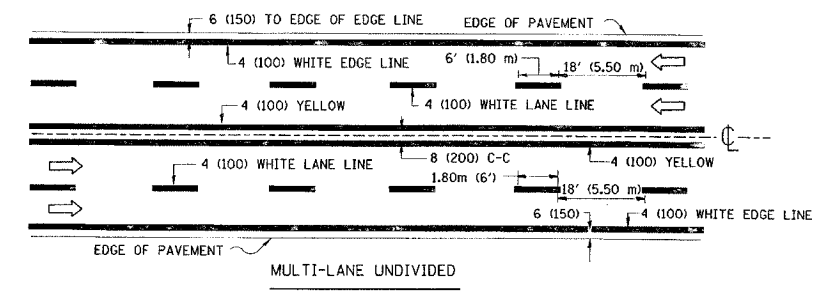 6 (150) TO EDGE OF EDGE LINE
EDGE OF PAVEMENT
4 (100) WHITE EDGE LINE
6' (1.80 m)
18' (5.50 m)
4 (100) YELLOW
4 (100) WHITE LANE LINE
℄
4 (100) WHITE LANE LINE
8 (200) C-C
4 (100) YELLOW
1.80m (6')
18' (5.50 m)
6 (150)
4 (100) WHITE EDGE LINE
EDGE OF PAVEMENT
MULTI-LANE UNDIVIDED